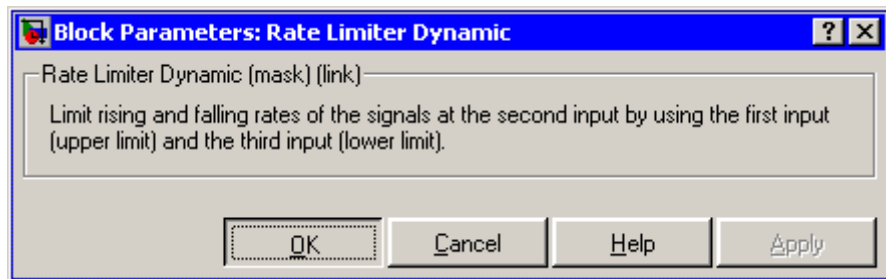 Block Parameters: Rate Limiter Dynamic
Rate Limiter Dynamic (mask) (link)
Limit rising and falling rates of the signals at the second input by using the first input
(upper limit) and the third input (lower limit).
OK Cancel Help Apply